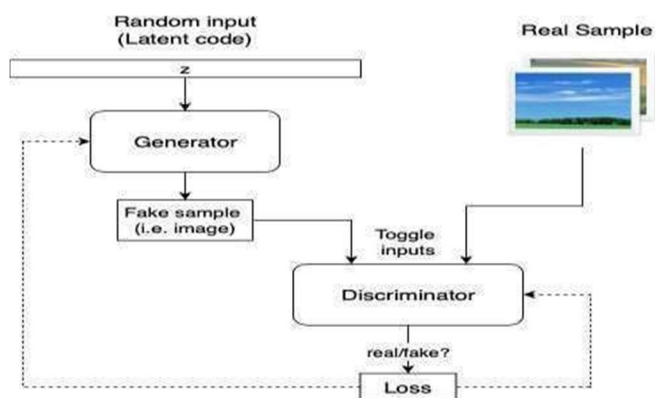 Random input
(Latent code)
z
Real Sample
Generator
Fake sample
(i.e. image)
Toggle
inputs
Discriminator
real/fake?
Loss